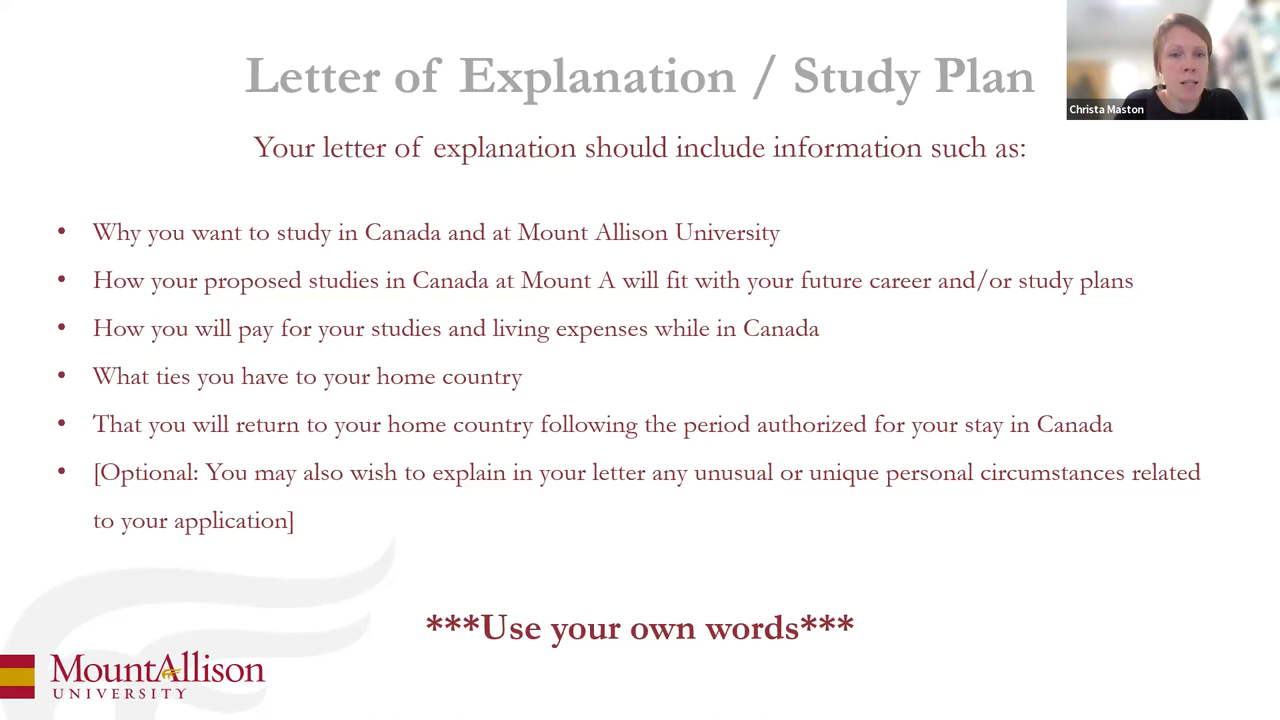 Letter of Explanation / Study Plan
Christa Maston
Your letter of explanation should include information such as:
• Why you want to study in Canada and at Mount Allison University
• How your proposed studies in Canada at Mount A will fit with your future career and/or study plans
• How you will pay for your studies and living expenses while in Canada
• What ties you have to your home country
• That you will return to your home country following the period authorized for your stay in Canada
• [Optional: You may also wish to explain in your letter any unusual or unique personal circumstances related
to your application]
***Use your own words***
MountAllison
UNIVERSITY